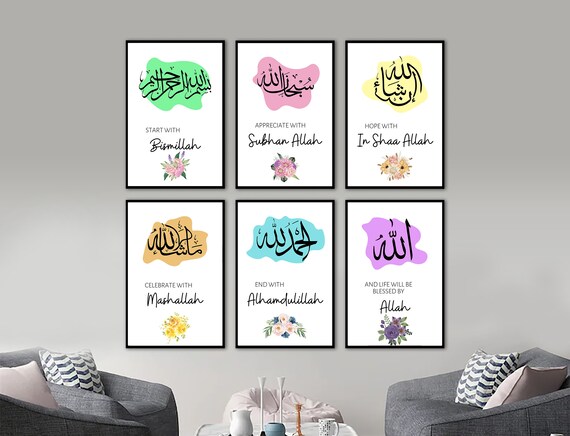 بسم الله الرحمن الرحيم
START WITH
Bismillah
سبحان الله
APPRECIATE WITH
Subhan Allah
إن شاء الله
HOPE WITH
In Shaa Allah
ما شاء الله
CELEBRATE WITH
Mashallah
الحمد لله
END WITH
Alhamdulillah
الله
AND LIFE WILL BE
BLESSED BY
Allah